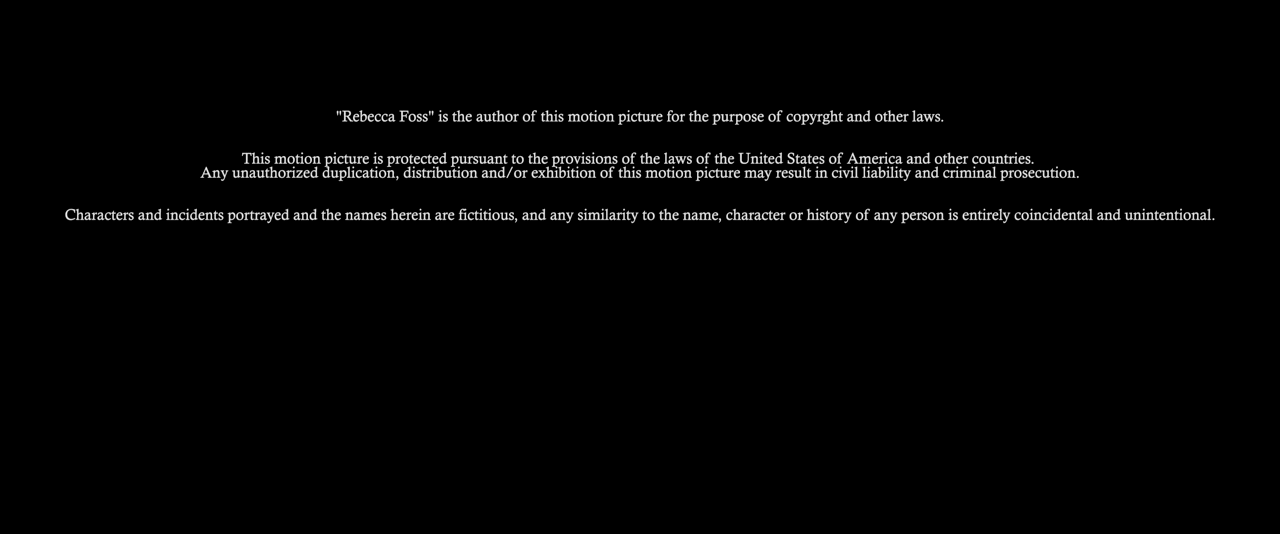 "Rebecca Foss" is the author of this motion picture for the purpose of copyrght and other laws.
This motion picture is protected pursuant to the provisions of the laws of the United States of America and other countries.
Any unauthorized duplication, distribution and/or exhibition of this motion picture may result in civil liability and criminal prosecution.
Characters and incidents portrayed and the names herein are fictitious, and any similarity to the name, character or history of any person is entirely coincidental and unintentional.